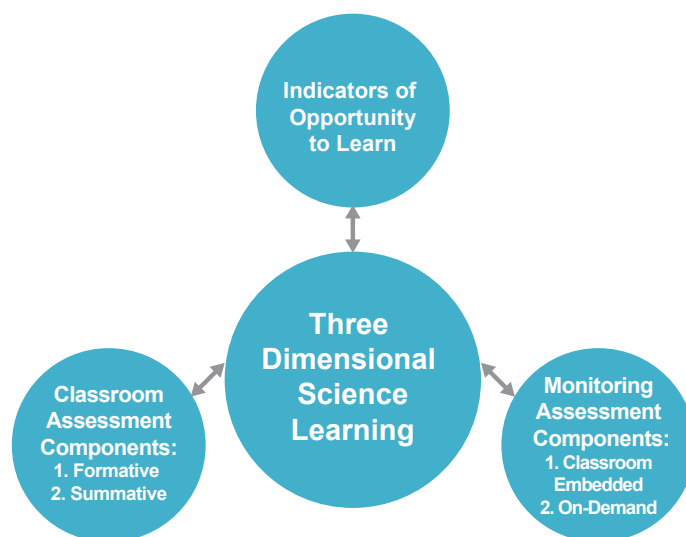 Indicators of
Opportunity
to Learn
Three
Dimensional
Science
Learning
Classroom
Assessment
Components:
1. Formative
2. Summative
Monitoring
Assessment
Components:
1. Classroom
Embedded
2. On-Demand